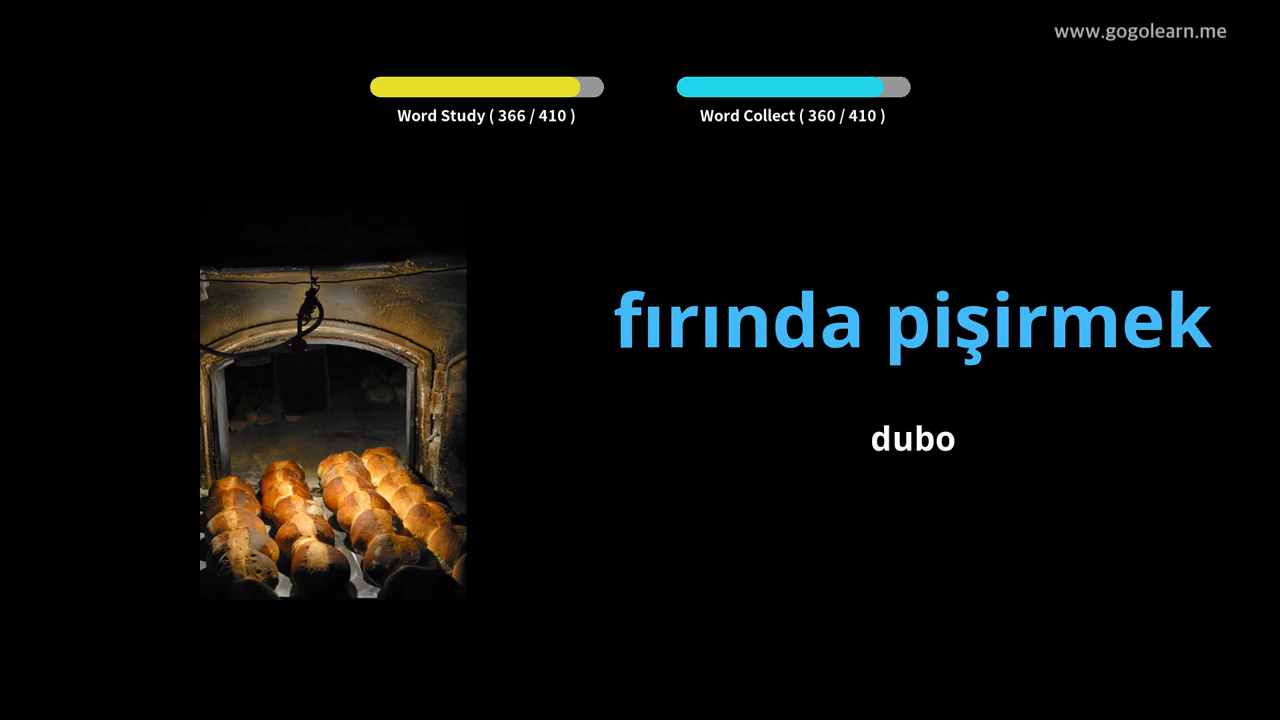 www.gogolearn.me
Word Study ( 366 / 410 )
Word Collect ( 360 / 410 )
fırında pişirmek
dubo